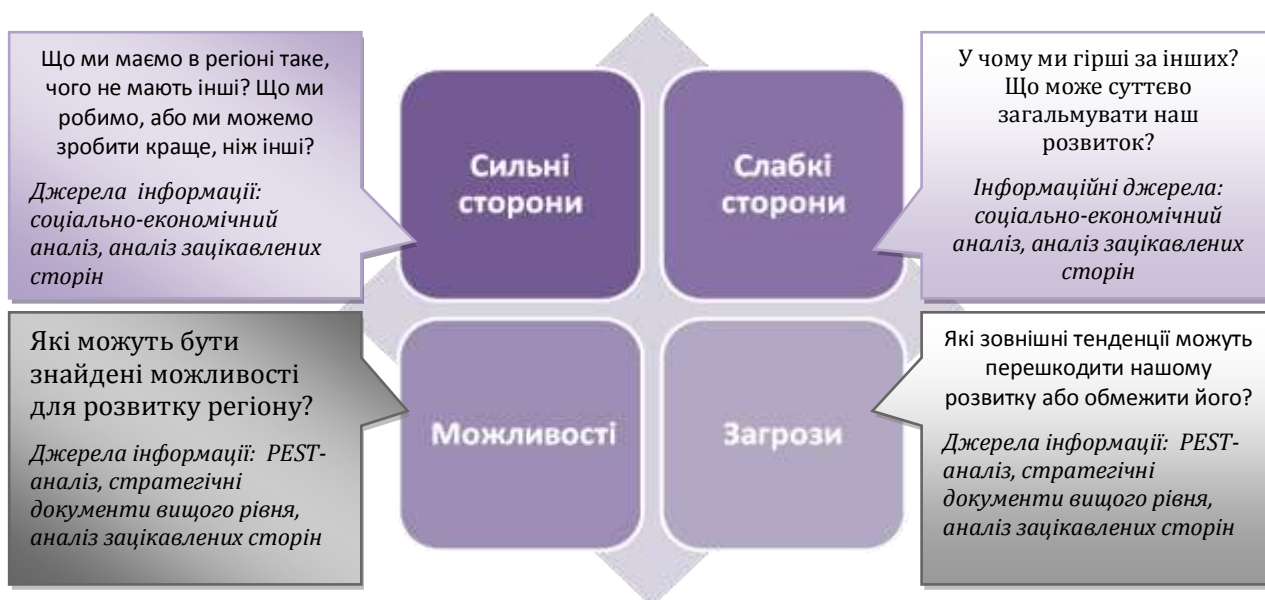 Що ми маємо в регіоні таке,
чого не мають інші? Що ми
робимо, або ми можемо
зробити краще, ніж інші?
Джерела інформації:
соціально-економічний
аналіз, аналіз зацікавлених
сторін
Сильні
сторони
Слабкі
сторони
У чому ми гірші за інших?
Що може суттєво
загальмувати наш
розвиток?
Інформаційні джерела:
соціально-економічний
аналіз, аналіз зацікавлених
сторін
Які можуть бути
знайдені можливості
для розвитку регіону?
Джерела інформації: PEST-
аналіз, стратегічні
документи вищого рівня,
аналіз зацікавлених сторін
Можливості
Загрози
Які зовнішні тенденції можуть
перешкодити нашому
розвитку або обмежити його?
Джерела інформації: PEST-
аналіз, стратегічні
документи вищого рівня,
аналіз зацікавлених сторін